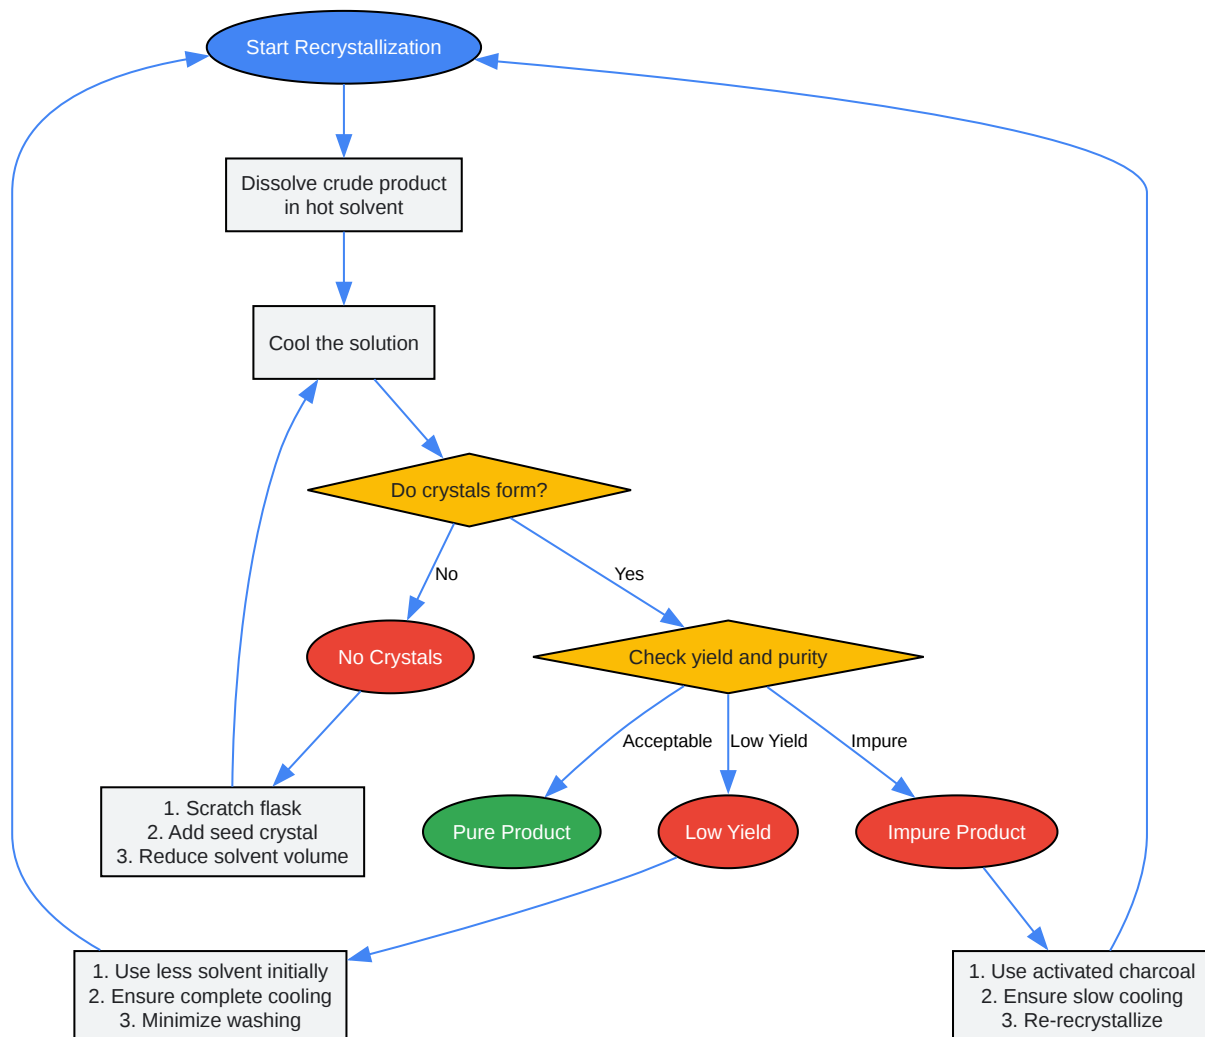 Start Recrystallization
Dissolve crude product
in hot solvent
Cool the solution
Do crystals form?
No
Yes
No Crystals
Check yield and purity
Acceptable
Low Yield
Impure
1. Scratch flask
2. Add seed crystal
3. Reduce solvent volume
Pure Product
Low Yield
Impure Product
1. Use less solvent initially
2. Ensure complete cooling
3. Minimize washing
1. Use activated charcoal
2. Ensure slow cooling
3. Re-recrystallize